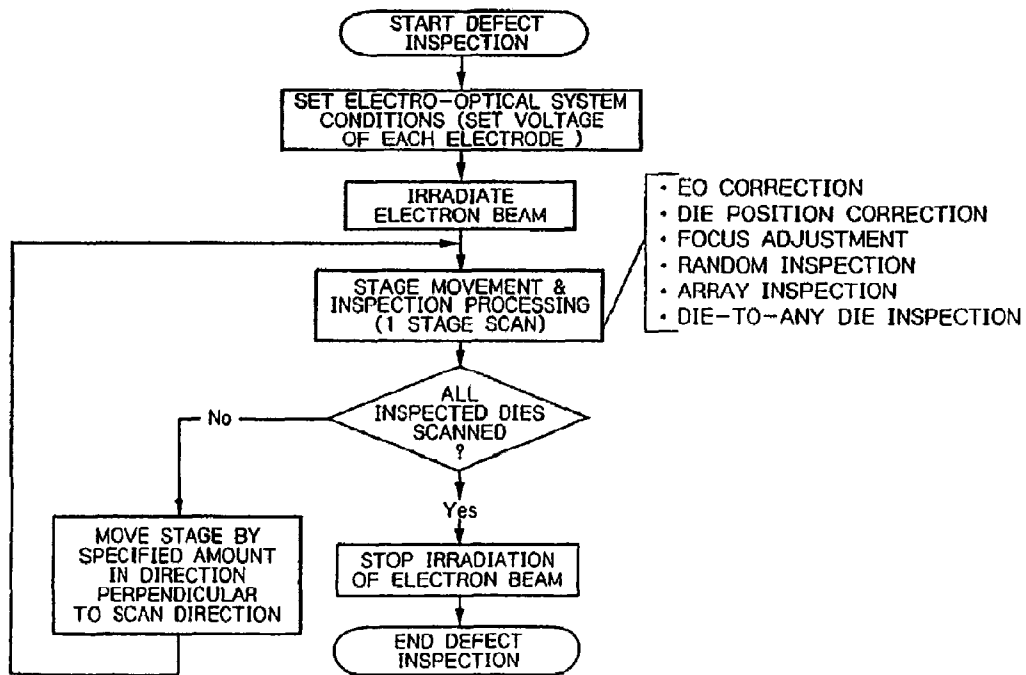 START DEFECT
INSPECTION
SET ELECTRO-OPTICAL SYSTEM
CONDITIONS (SET VOLTAGE
OF EACH ELECTRODE )
IRRADIATE
ELECTRON BEAM
STAGE MOVEMENT &
INSPECTION PROCESSING
(1 STAGE SCAN)
· EO CORRECTION
· DIE POSITION CORRECTION
· FOCUS ADJUSTMENT
· RANDOM INSPECTION
· ARRAY INSPECTION
· DIE-TO-ANY DIE INSPECTION
ALL
INSPECTED DIES
SCANNED
?
No
Yes
MOVE STAGE BY
SPECIFIED AMOUNT
IN DIRECTION
PERPENDICULAR
TO SCAN DIRECTION
STOP IRRADIATION
OF ELECTRON BEAM
END DEFECT
INSPECTION